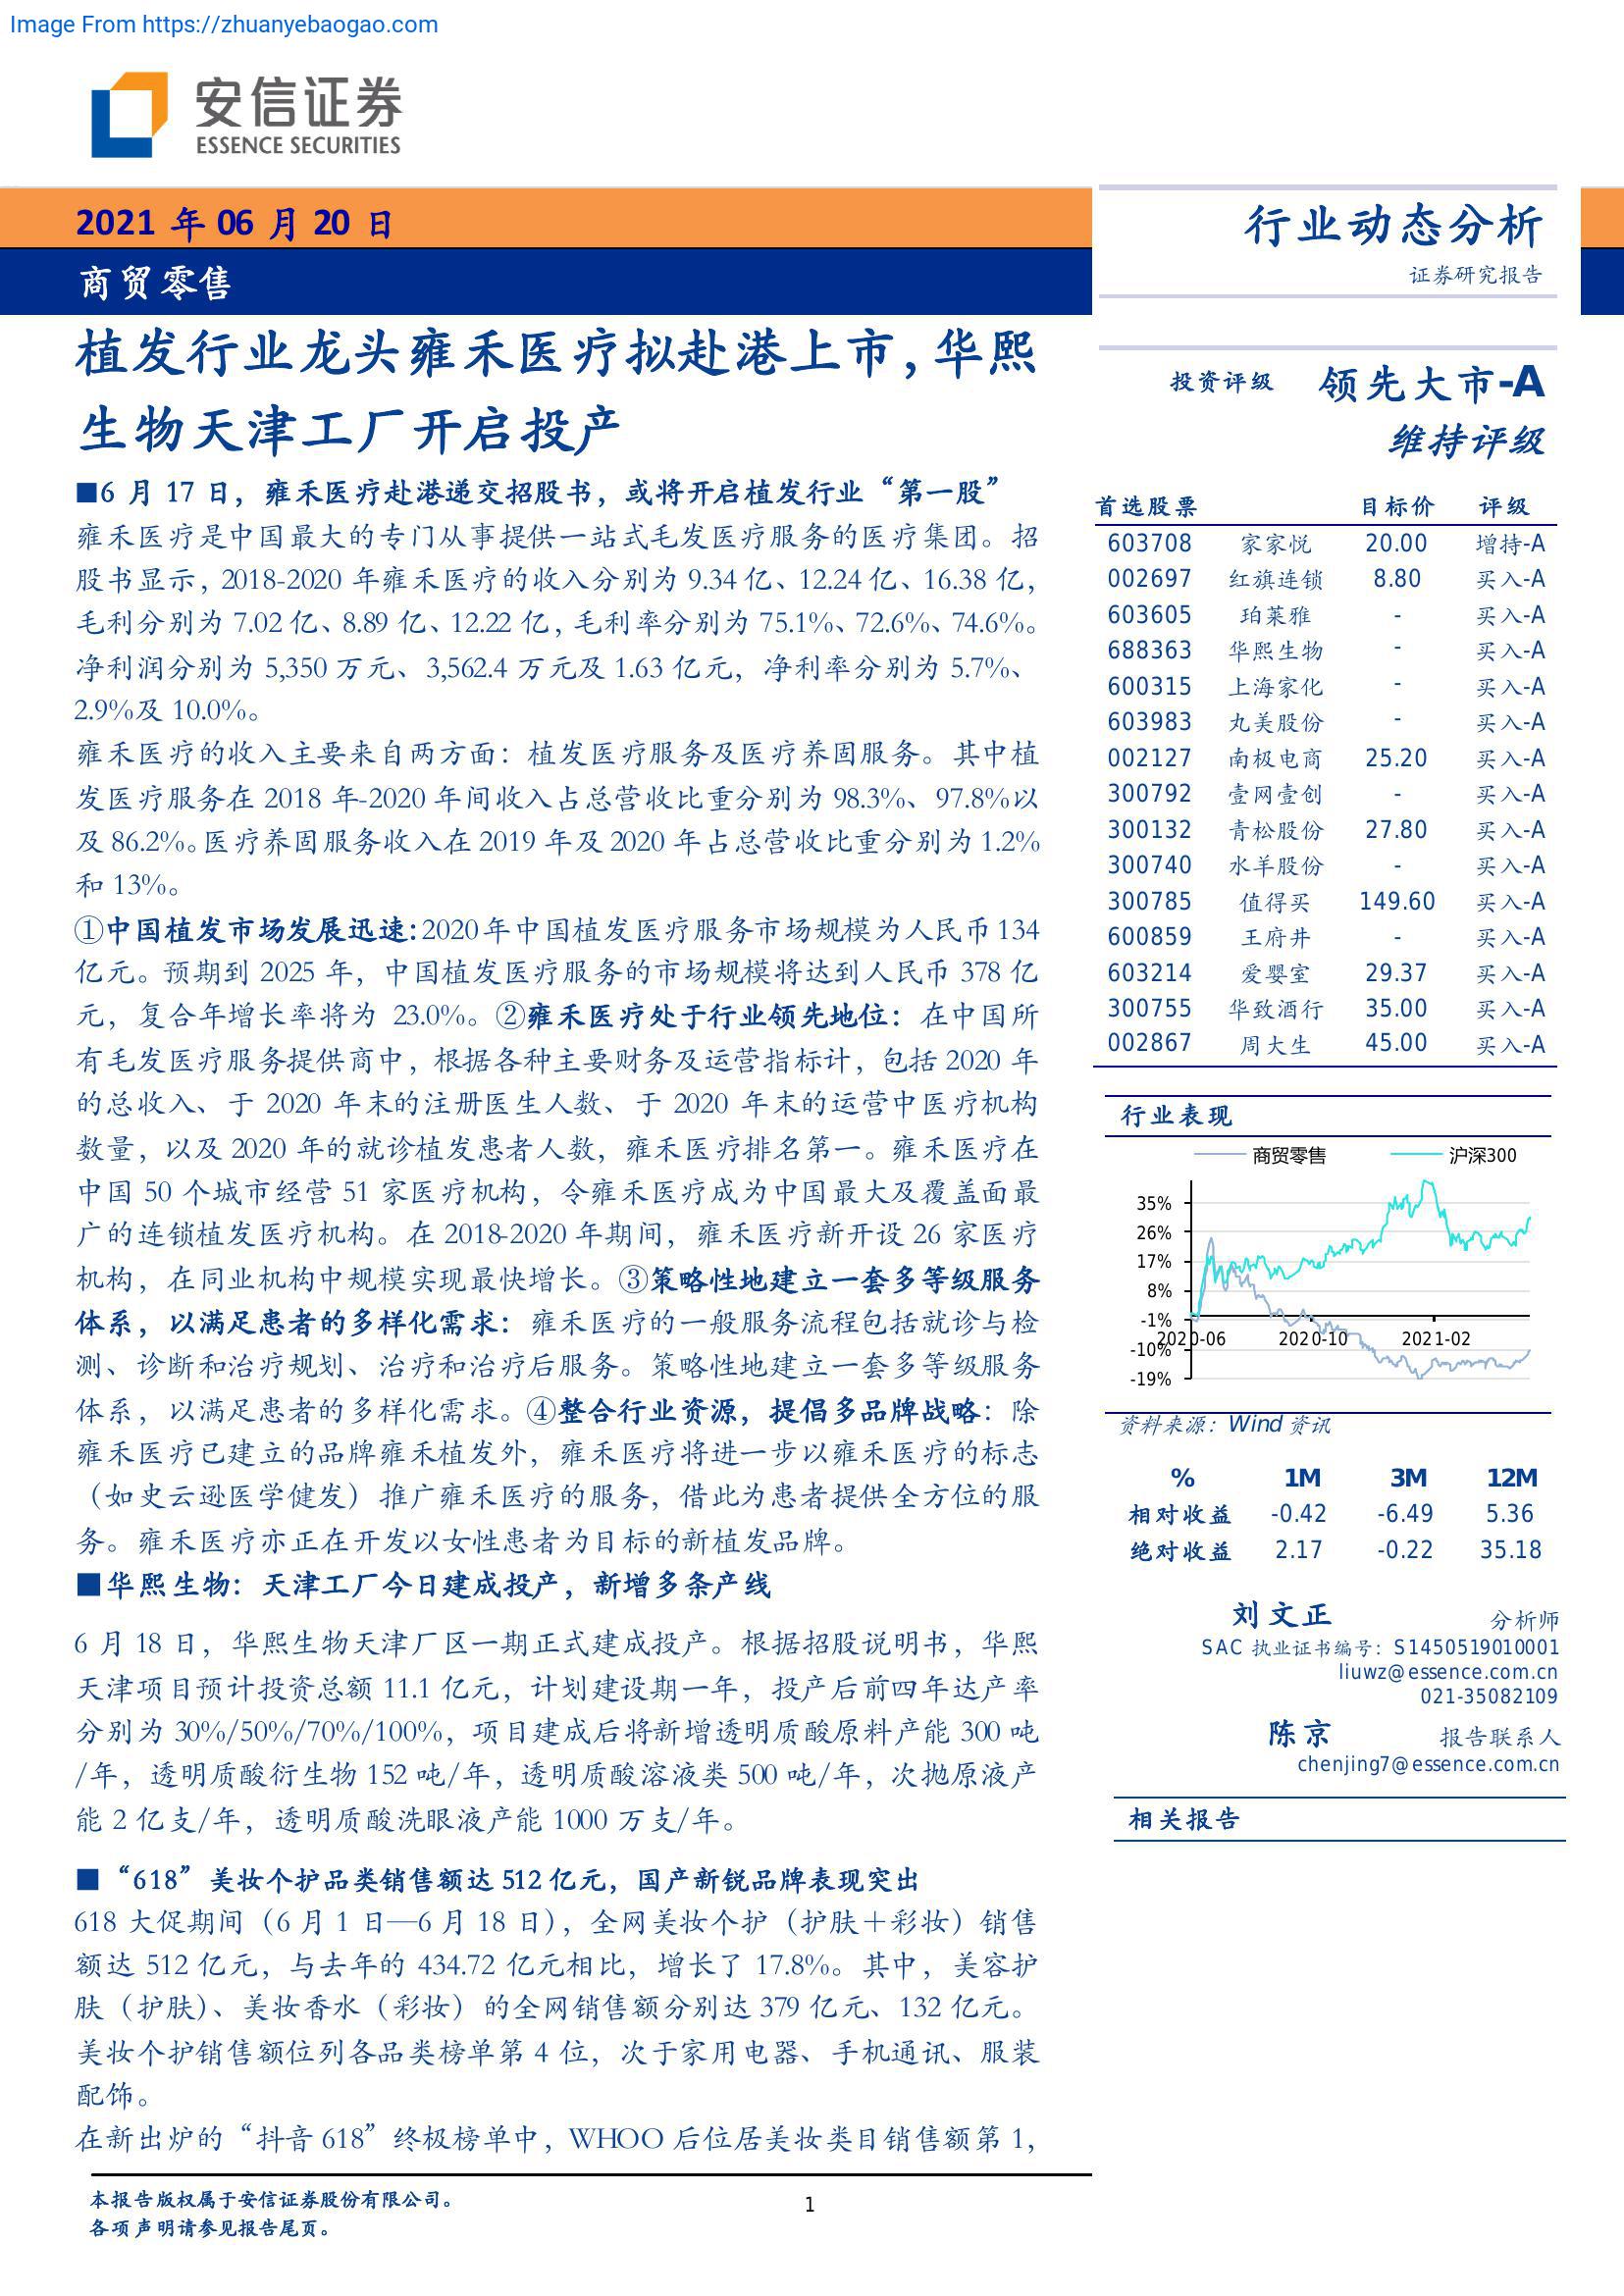 Image From https://zhuanyebaogao.com
安信证券
ESSENCE SECURITIES
2021 年 06 月 20 日
商贸零售
植发行业龙头雍禾医疗拟赴港上市，华熙
生物天津工厂开启投产
■6 月 17 日，雍禾医疗赴港递交招股书，或将开启植发行业“第一股”
雍禾医疗是中国最大的专门从事提供一站式毛发医疗服务的医疗集团。招
股书显示，2018-2020 年雍禾医疗的收入分别为 9.34 亿、12.24 亿、16.38 亿，
毛利分别为 7.02 亿、8.89 亿、12.22 亿，毛利率分别为 75.1%、72.6%、74.6%。
净利润分别为 5,350 万元、3,562.4 万元及 1.63 亿元，净利率分别为 5.7%、
2.9%及 10.0%。
雍禾医疗的收入主要来自两方面：植发医疗服务及医疗养固服务。其中植
发医疗服务在 2018 年-2020 年间收入占总营收比重分别为 98.3%、97.8%以
及 86.2%。医疗养固服务收入在 2019 年及 2020 年占总营收比重分别为 1.2%
和 13%。
①中国植发市场发展迅速：2020 年中国植发医疗服务市场规模为人民币 134
亿元。预期到 2025 年，中国植发医疗服务的市场规模将达到人民币 378 亿
元，复合年增长率将为 23.0%。②雍禾医疗处于行业领先地位：在中国所
有毛发医疗服务提供商中，根据各种主要财务及运营指标计，包括 2020 年
的总收入、于 2020 年末的注册医生人数、于 2020 年末的运营中医疗机构
数量，以及 2020 年的就诊植发患者人数，雍禾医疗排名第一。雍禾医疗在
中国 50 个城市经营 51 家医疗机构，令雍禾医疗成为中国最大及覆盖面最
广的连锁植发医疗机构。在 2018-2020 年期间，雍禾医疗新开设 26 家医疗
机构，在同业机构中规模实现最快增长。③策略性地建立一套多等级服务
体系，以满足患者的多样化需求：雍禾医疗的一般服务流程包括就诊与检
测、诊断和治疗规划、治疗和治疗后服务。策略性地建立一套多等级服务
体系，以满足患者的多样化需求。④整合行业资源，提倡多品牌战略：除
雍禾医疗已建立的品牌雍禾植发外，雍禾医疗将进一步以雍禾医疗的标志
（如史云逊医学健发）推广雍禾医疗的服务，借此为患者提供全方位的服
务。雍禾医疗亦正在开发以女性患者为目标的新植发品牌。
■华熙生物：天津工厂今日建成投产，新增多条产线
6 月 18 日，华熙生物天津厂区一期正式建成投产。根据招股说明书，华熙
天津项目预计投资总额 11.1 亿元，计划建设期一年，投产后前四年达产率
分别为 30%/50%/70%/100%，项目建成后将新增透明质酸原料产能 300 吨
/年，透明质酸衍生物 152 吨/年，透明质酸溶液类 500 吨/年，次抛原液产
能 2 亿支/年，透明质酸洗眼液产能 1000 万支/年。
■“618”美妆个护品类销售额达 512 亿元，国产新锐品牌表现突出
618 大促期间（6 月 1 日—6 月 18 日），全网美妆个护（护肤＋彩妆）销售
额达 512 亿元，与去年的 434.72 亿元相比，增长了 17.8%。其中，美容护
肤（护肤）、美妆香水（彩妆）的全网销售额分别达 379 亿元、132 亿元。
美妆个护销售额位列各品类榜单第 4 位，次于家用电器、手机通讯、服装
配饰。
在新出炉的“抖音 618”终极榜单中，WHOO 后位居美妆类目销售额第 1，
行业动态分析
证券研究报告
投资评级 领先大市-A
维持评级
首选股票 目标价 评级
603708 家家悦 20.00 增持-A
002697 红旗连锁 8.80 买入-A
603605 珀莱雅 - 买入-A
688363 华熙生物 - 买入-A
600315 上海家化 - 买入-A
603983 丸美股份 - 买入-A
002127 南极电商 25.20 买入-A
300792 壹网壹创 - 买入-A
300132 青松股份 27.80 买入-A
300740 水羊股份 - 买入-A
300785 值得买 149.60 买入-A
600859 王府井 - 买入-A
603214 爱婴室 29.37 买入-A
300755 华致酒行 35.00 买入-A
002867 周大生 45.00 买入-A
行业表现
商贸零售 沪深300
35%
26%
17%
8%
-1%
2020-06 2020-10 2021-02
-10%
-19%
资料来源：Wind 资讯
% 1M 3M 12M
相对收益 -0.42 -6.49 5.36
绝对收益 2.17 -0.22 35.18
刘文正 分析师
SAC 执业证书编号：S1450519010001
liuwz@essence.com.cn
021-35082109
陈京 报告联系人
chenjing7@essence.com.cn
相关报告
本报告版权属于安信证券股份有限公司。
各项声明请参见报告尾页。
1